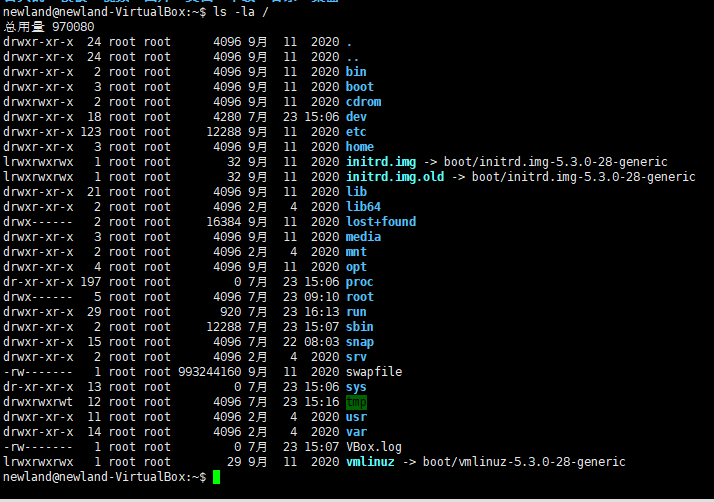 newland@newland-VirtualBox:~$ ls -la /
总用量 970080
drwxr-xr-x  24 root root      4096 9月  11  2020 .
drwxr-xr-x  24 root root      4096 9月  11  2020 ..
drwxr-xr-x   2 root root      4096 9月  11  2020 bin
drwxr-xr-x   3 root root      4096 9月  11  2020 boot
drwxrwxr-x   2 root root      4096 9月  11  2020 cdrom
drwxr-xr-x  18 root root      4280 7月  23 15:06 dev
drwxr-xr-x 123 root root     12288 9月  11  2020 etc
drwxr-xr-x   3 root root      4096 9月  11  2020 home
lrwxrwxrwx   1 root root        32 9月  11  2020 initrd.img -> boot/initrd.img-5.3.0-28-generic
lrwxrwxrwx   1 root root        32 9月  11  2020 initrd.img.old -> boot/initrd.img-5.3.0-28-generic
drwxr-xr-x  21 root root      4096 9月  11  2020 lib
drwxr-xr-x   2 root root      4096 2月   4  2020 lib64
drwx------   2 root root     16384 9月  11  2020 lost+found
drwxr-xr-x   3 root root      4096 9月  11  2020 media
drwxr-xr-x   2 root root      4096 2月   4  2020 mnt
drwxr-xr-x   4 root root      4096 9月  11  2020 opt
dr-xr-xr-x 197 root root         0 7月  23 15:06 proc
drwx------   5 root root      4096 7月  23 09:10 root
drwxr-xr-x  29 root root       920 7月  23 16:13 run
drwxr-xr-x   2 root root     12288 7月  23 15:07 sbin
drwxr-xr-x  15 root root      4096 7月  22 08:03 snap
drwxr-xr-x   2 root root      4096 2月   4  2020 srv
-rw-------   1 root root 993244160 9月  11  2020 swapfile
dr-xr-xr-x  13 root root         0 7月  23 15:06 sys
drwxrwxrwt  12 root root      4096 7月  23 15:16 tmp
drwxr-xr-x  11 root root      4096 2月   4  2020 usr
drwxr-xr-x  14 root root      4096 2月   4  2020 var
-rw-------   1 root root         0 7月  23 15:07 VBox.log
lrwxrwxrwx   1 root root        29 9月  11  2020 vmlinuz -> boot/vmlinuz-5.3.0-28-generic
newland@newland-VirtualBox:~$